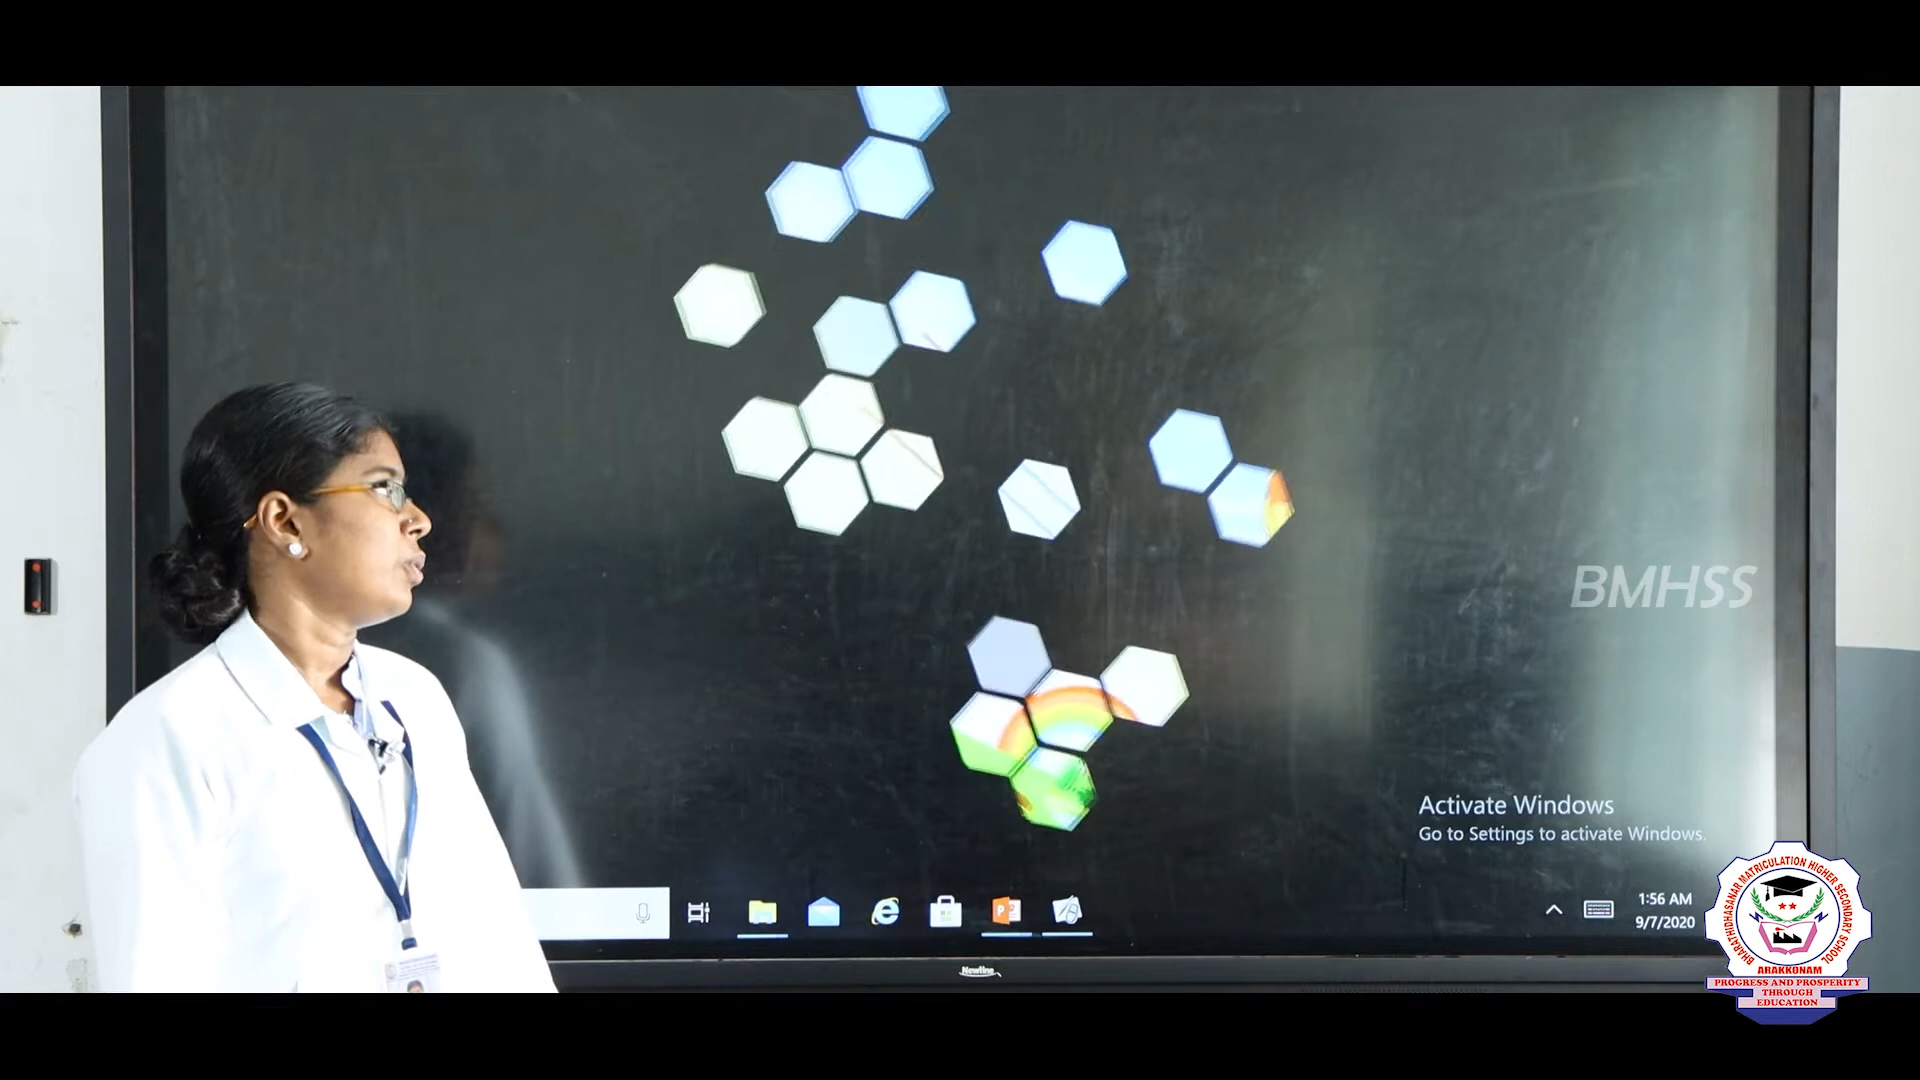 BMHSS
Activate Windows
Go to Settings to activate Windows.
1:56 AM
9/7/2020
Newline
BHARATHIDHASANAR MATRICULATION HIGHER SECONDARY SCHOOL
ARAKKONAM
PROGRESS AND PROSPERITY
THROUGH
EDUCATION